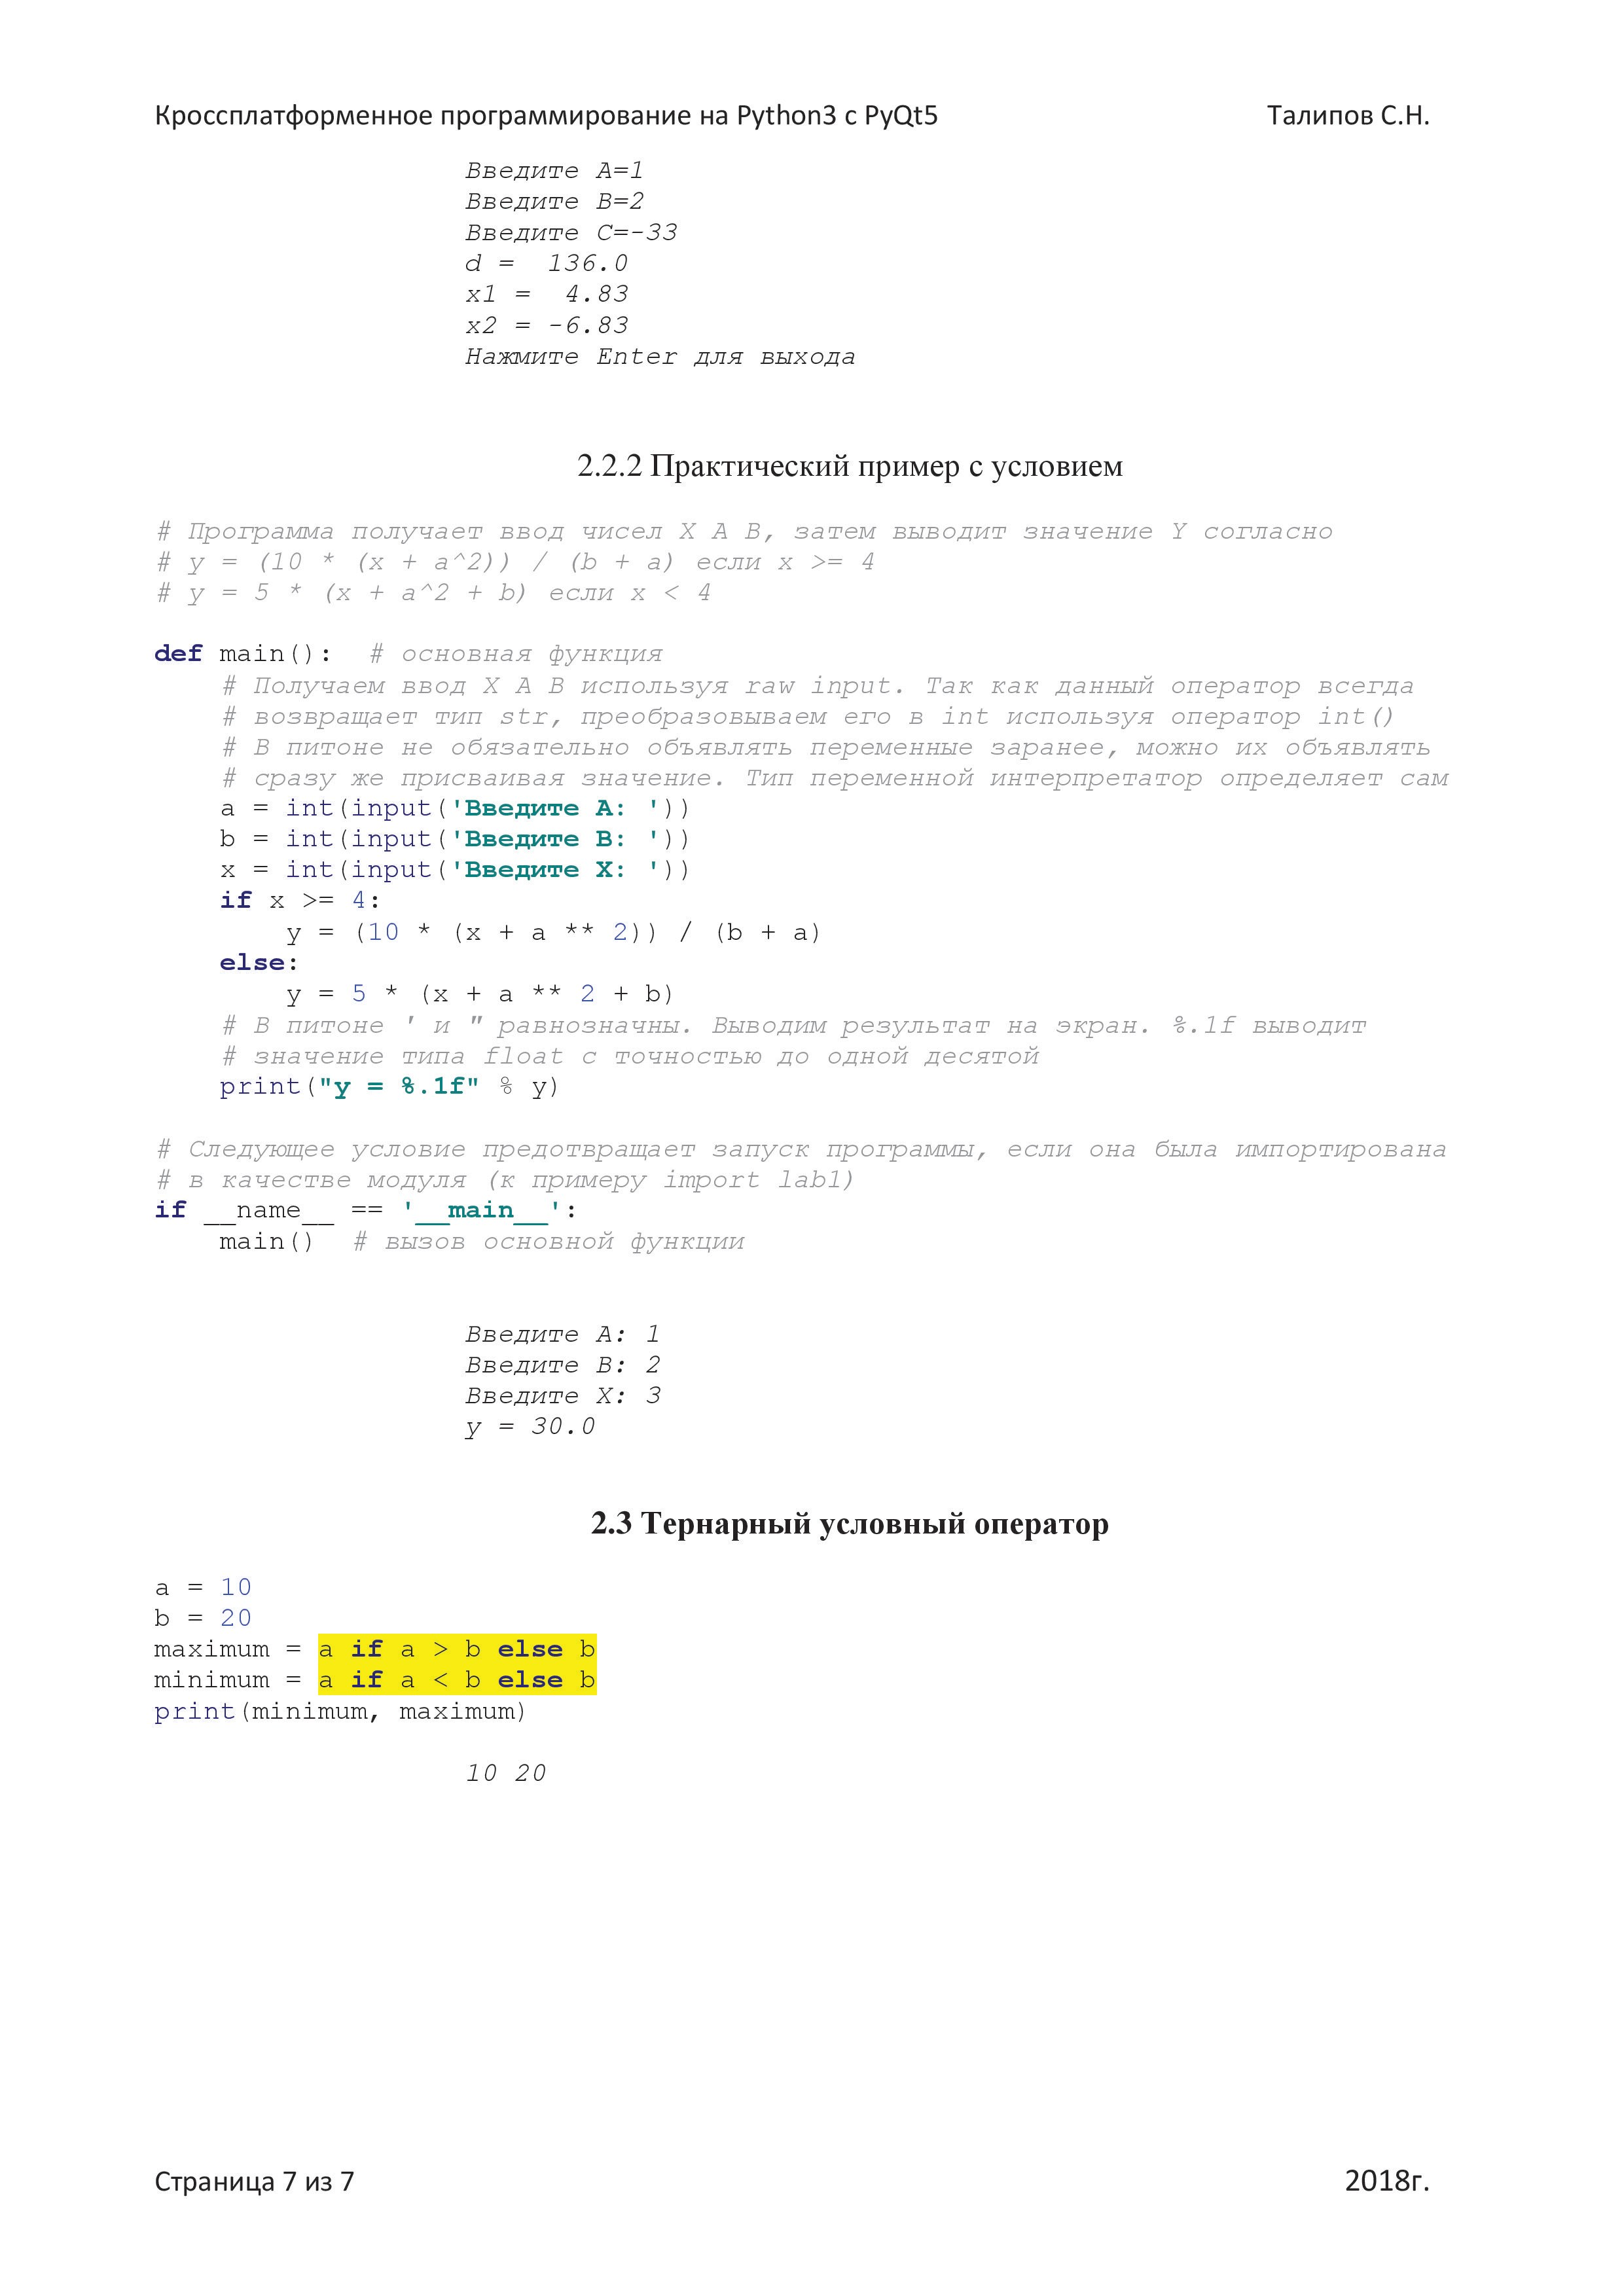 Кроссплатформенное программирование на Python3 с PyQt5 Талипов С.Н.
Введите A=1
Введите B=2
Введите C=-33
d =  136.0
x1 =  4.83
x2 = -6.83
Нажмите Enter для выхода
2.2.2 Практический пример с условием
# Программа получает ввод чисел X A B, затем выводит значение Y согласно
# y = (10 * (x + a^2)) / (b + a) если x >= 4
# y = 5 * (x + a^2 + b) если x < 4
def main():  # основная функция
    # Получаем ввод X A B используя raw input. Так как данный оператор всегда
    # возвращает тип str, преобразовываем его в int используя оператор int()
    # В питоне не обязательно объявлять переменные заранее, можно их объявлять
    # сразу же присваивая значение. Тип переменной интерпретатор определяет сам
    a = int(input('Введите A: '))
    b = int(input('Введите B: '))
    x = int(input('Введите X: '))
    if x >= 4:
        y = (10 * (x + a ** 2)) / (b + a)
    else:
        y = 5 * (x + a ** 2 + b)
    # В питоне ' и " равнозначны. Выводим результат на экран. %.1f выводит
    # значение типа float с точностью до одной десятой
    print("y = %.1f" % y)
# Следующее условие предотвращает запуск программы, если она была импортирована
# в качестве модуля (к примеру import lab1)
if __name__ == '__main__':
    main()  # вызов основной функции
Введите A: 1
Введите B: 2
Введите X: 3
y = 30.0
2.3 Тернарный условный оператор
a = 10
b = 20
maximum = a if a > b else b
minimum = a if a < b else b
print(minimum, maximum)
10 20
Страница 7 из 7 2018г.